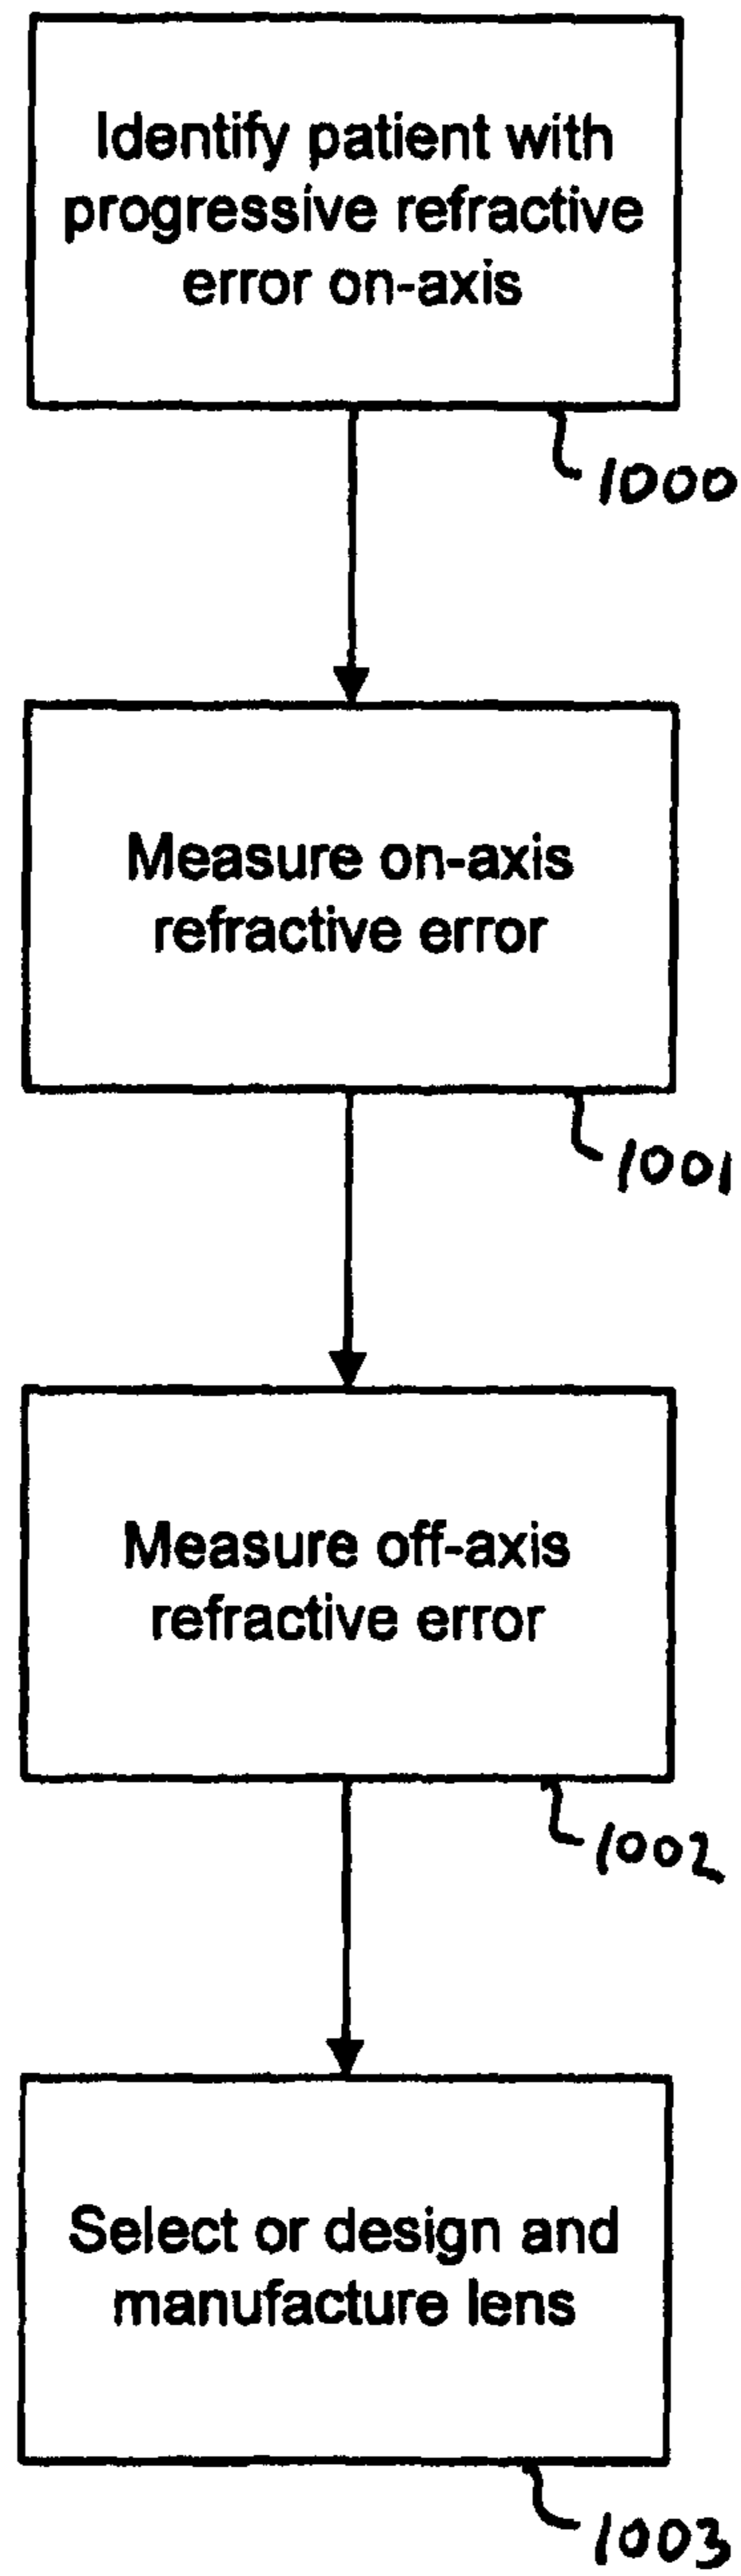 Identify patient with
progressive refractive
error on-axis
1000
Measure on-axis
refractive error
1001
Measure off-axis
refractive error
1002
Select or design and
manufacture lens
1003